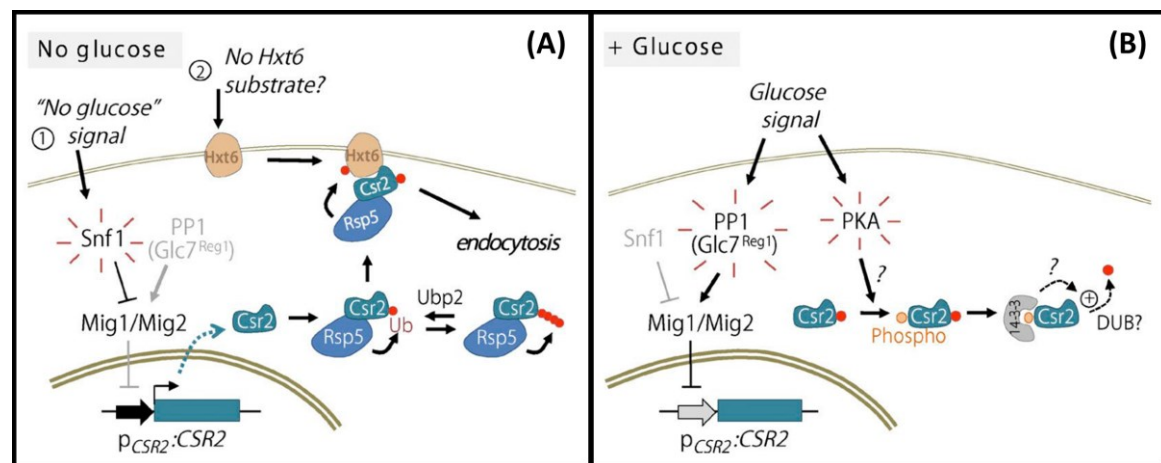 No glucose
(A)
2
No Hxt6
substrate?
"No glucose"
1
signal
Hxt6
Hxt6
Csr2
Rsp5
endocytosis
Snf1
PP1
(Glc7Reg1)
Mig1/Mig2
Csr2
Csr2
Rsp5
Ub
Ubp2
Csr2
Rsp5
pCSR2:CSR2
+ Glucose
(B)
Glucose
signal
Snf1
PP1
(Glc7Reg1)
PKA
?
Mig1/Mig2
Csr2
Phospho
Csr2
14-3-3
Csr2
?
+
DUB?
pCSR2:CSR2